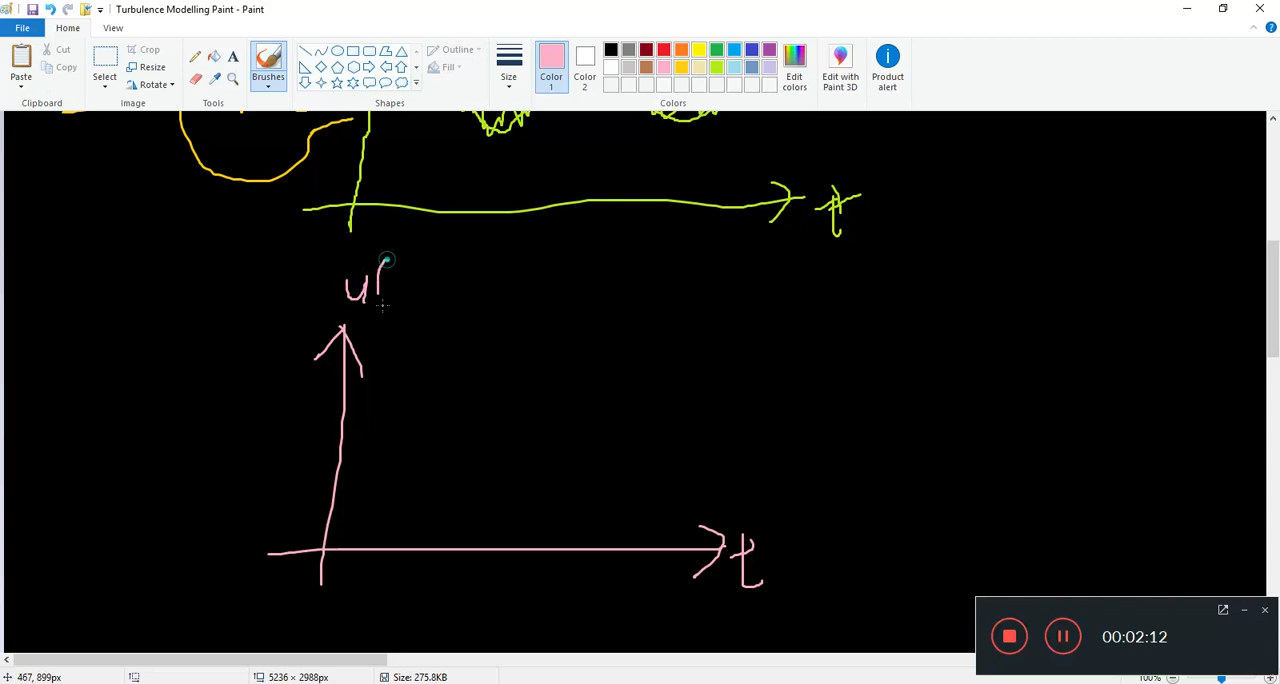 Turbulence Modelling Paint - Paint
File Home View
Paste Cut Copy Select Crop Resize Rotate A Brushes Outline Fill Size Color 1 Color 2 Edit colors Edit with Paint 3D Product alert
Clipboard Image Tools Shapes Colors
t
u(
t
00:02:12
467, 899px 5236 × 2988px Size: 275.8KB 100%